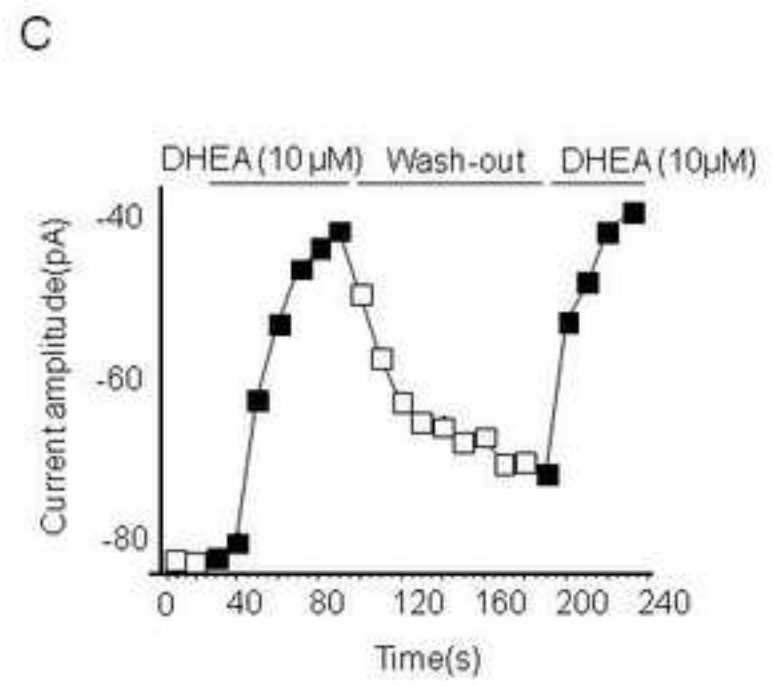 C
DHEA (10 µM) Wash-out DHEA (10µM)
Current amplitude(pA)
-40
-60
-80
0 40 80 120 160 200 240
Time(s)